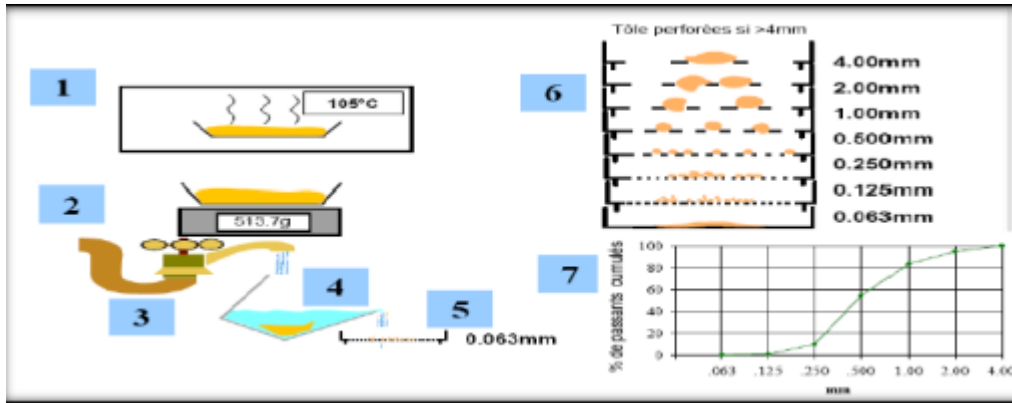 1
105°C
2
513.7g
3
4
5
0.063mm
Tôle perforées si >4mm
6
4.00mm
2.00mm
1.00mm
0.500mm
0.250mm
0.125mm
0.063mm
7
% de passants cumulés
100
80
60
40
20
0
.063 .125 .250 .500 1.00 2.00 4.00
mm